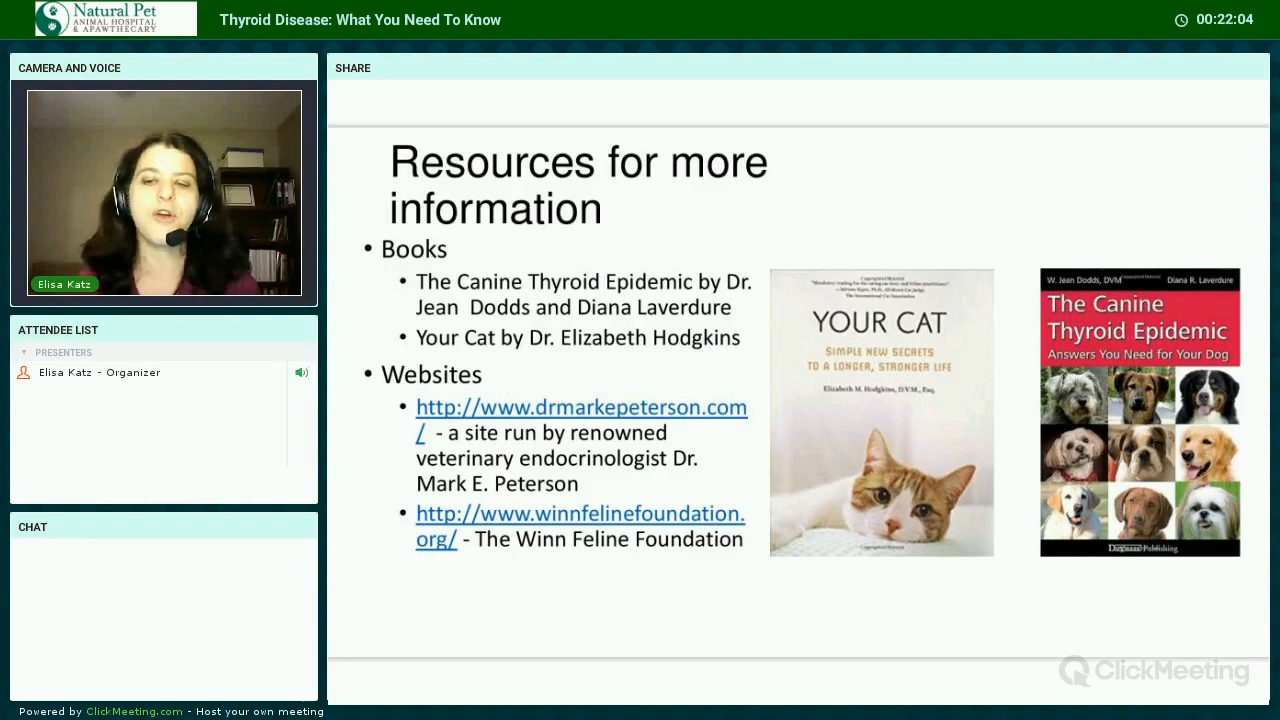 Natural Pet
ANIMAL HOSPITAL
& APAWTHECARY
Thyroid Disease: What You Need To Know
00:22:04
CAMERA AND VOICE
Elisa Katz
ATTENDEE LIST
PRESENTERS
Elisa Katz - Organizer
CHAT
SHARE
Resources for more
information
• Books
• The Canine Thyroid Epidemic by Dr.
Jean Dodds and Diana Laverdure
• Your Cat by Dr. Elizabeth Hodgkins
• Websites
• http://www.drmarkepeterson.com
/ - a site run by renowned
veterinary endocrinologist Dr.
Mark E. Peterson
• http://www.winnfelinefoundation.
org/ - The Winn Feline Foundation
Copyrighted Material
YOUR CAT
SIMPLE NEW SECRETS
TO A LONGER, STRONGER LIFE
Elizabeth M. Hodgkins, D.V.M., Esq.
Copyrighted Material
W. Jean Dodds, DVM
Diana R. Laverdure
The Canine
Thyroid Epidemic
Answers You Need for Your Dog
Publishing
ClickMeeting
Powered by ClickMeeting.com - Host your own meeting